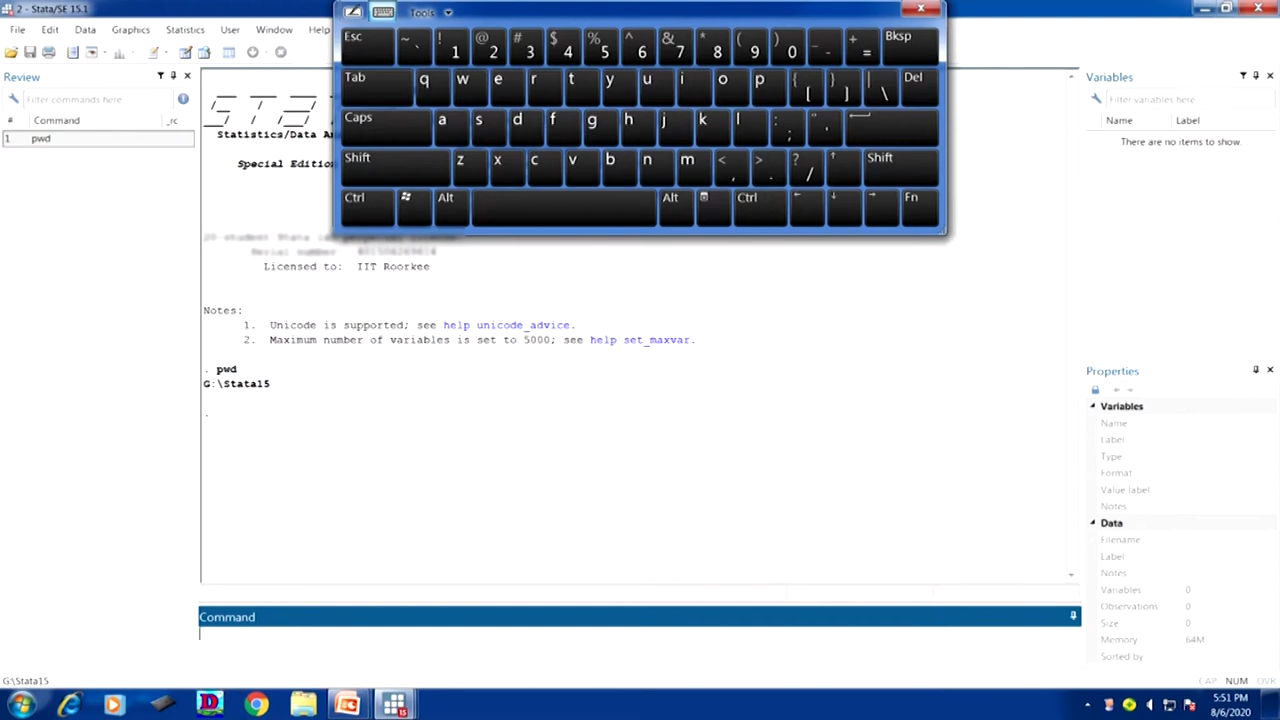 2 - Stata/SE 15.1
File Edit Data Graphics Statistics User Window Help
Tools
Esc ~ ` ! 1 @ 2 # 3 $ 4 % 5 ^ 6 & 7 * 8 ( 9 ) 0 _ - + = Bksp
Tab q w e r t y u i o p { [ } ] | \ Del
Caps a s d f g h j k l : ; " ' 
Shift z x c v b n m < , > . ? / ↑ Shift
Ctrl Alt Alt Ctrl ← ↓ → Fn
Review
Filter commands here
# Command _rc
1 pwd
Statistics/Data An
Special Edition
Serial number
Licensed to: IIT Roorkee
Notes:
1. Unicode is supported; see help unicode_advice.
2. Maximum number of variables is set to 5000; see help set_maxvar.
. pwd
G:\Stata15
.
Command
Variables
Filter variables here
Name Label
There are no items to show.
Properties
Variables
Name
Label
Type
Format
Value label
Notes
Data
Filename
Label
Notes
Variables 0
Observations 0
Size 0
Memory 64M
Sorted by
G:\Stata15
CAP NUM OVR
5:51 PM
8/6/2020